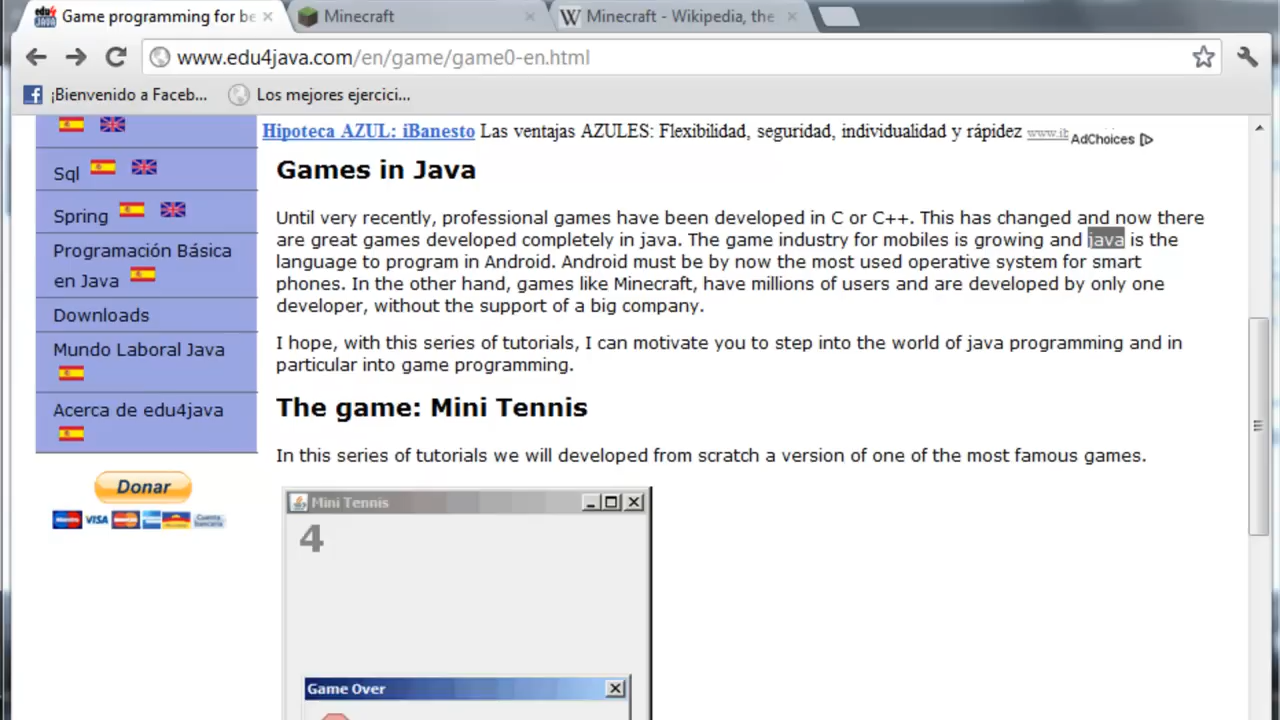 Game programming for be
Minecraft
Minecraft - Wikipedia, the
www.edu4java.com/en/game/game0-en.html
¡Bienvenido a Faceb...
Los mejores ejercici...
Hipoteca AZUL: iBanesto Las ventajas AZULES: Flexibilidad, seguridad, individualidad y rápidez www.ib
AdChoices
Sql
Spring
Programación Básica
en Java
Downloads
Mundo Laboral Java
Acerca de edu4java
Donar
VISA
Games in Java
Until very recently, professional games have been developed in C or C++. This has changed and now there
are great games developed completely in java. The game industry for mobiles is growing and java is the
language to program in Android. Android must be by now the most used operative system for smart
phones. In the other hand, games like Minecraft, have millions of users and are developed by only one
developer, without the support of a big company.
I hope, with this series of tutorials, I can motivate you to step into the world of java programming and in
particular into game programming.
The game: Mini Tennis
In this series of tutorials we will developed from scratch a version of one of the most famous games.
Mini Tennis
4
Game Over